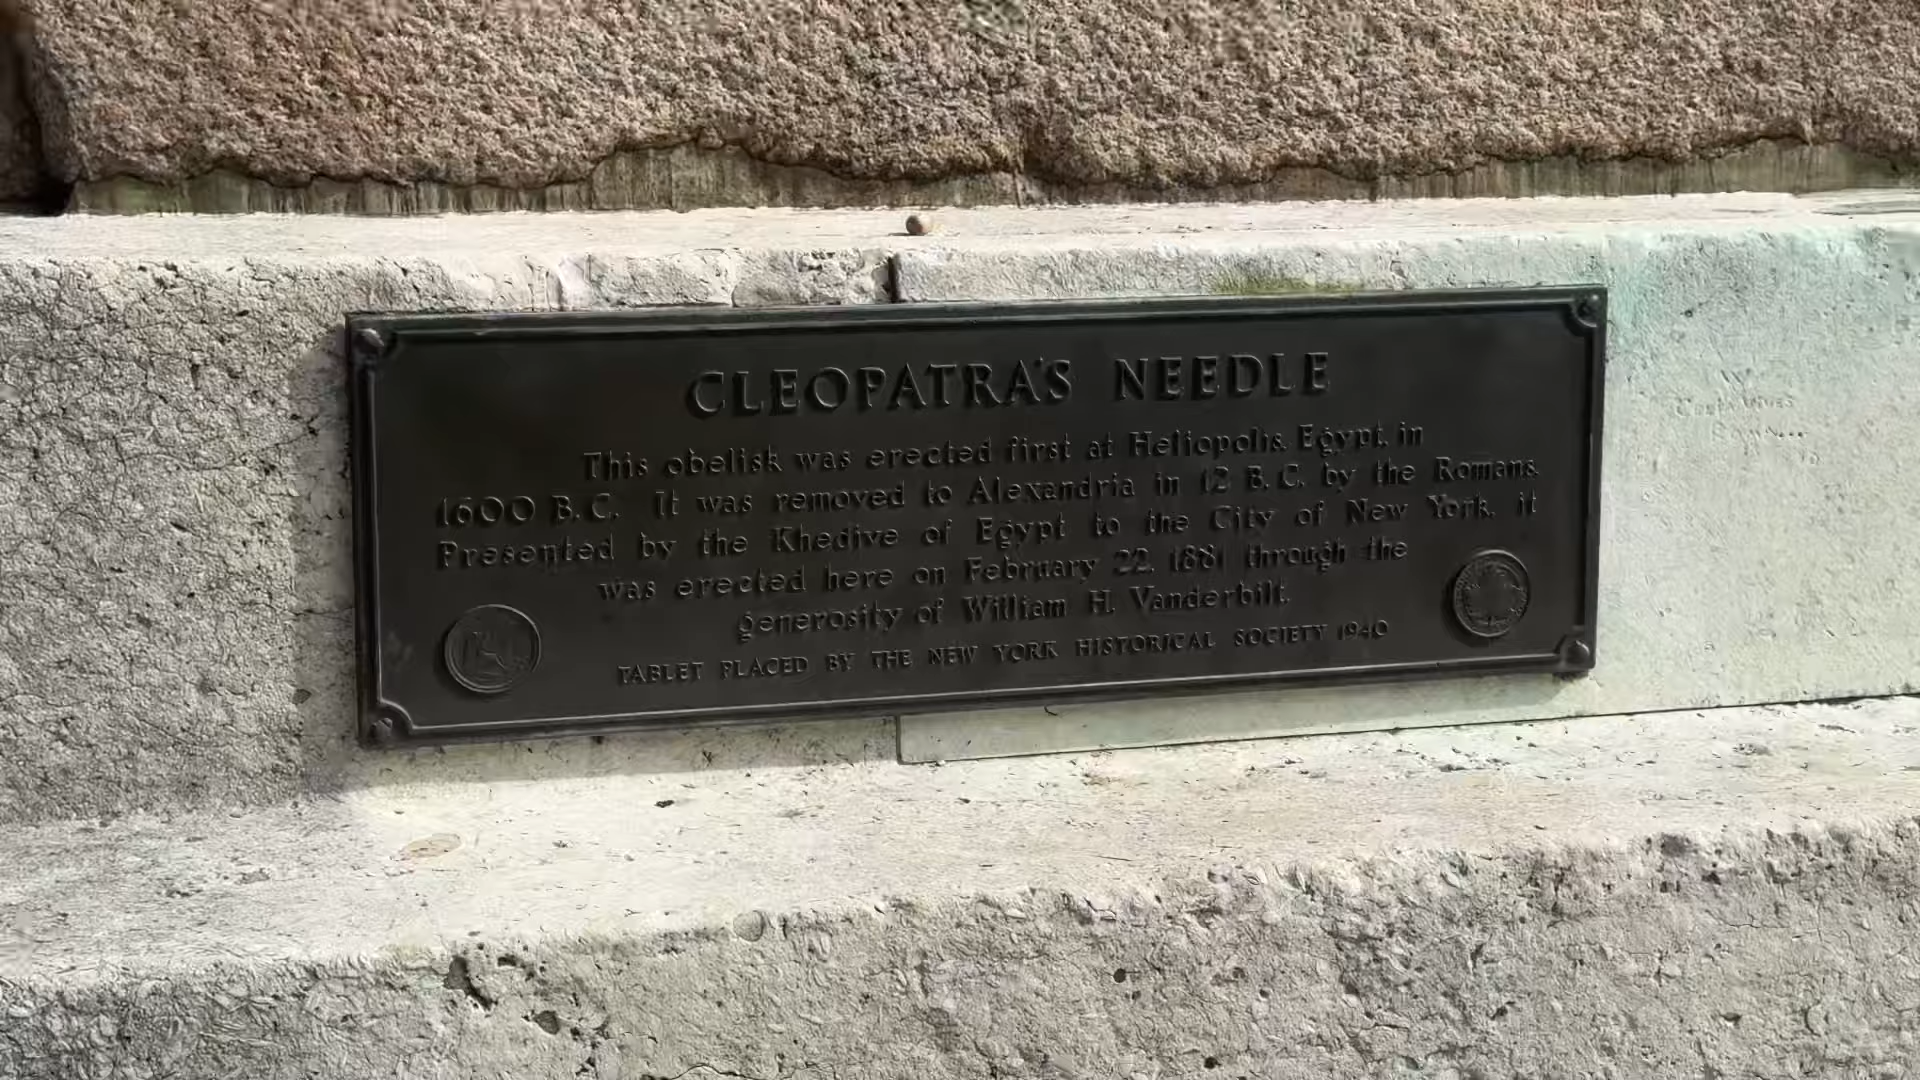 CLEOPATRA'S NEEDLE
This obelisk was erected first at Heliopolis, Egypt, in
1600 B.C. It was removed to Alexandria in 12 B.C. by the Romans.
Presented by the Khedive of Egypt to the City of New York, it
was erected here on February 22, 1881 through the
generosity of William H. Vanderbilt.
TABLET PLACED BY THE NEW YORK HISTORICAL SOCIETY 1940